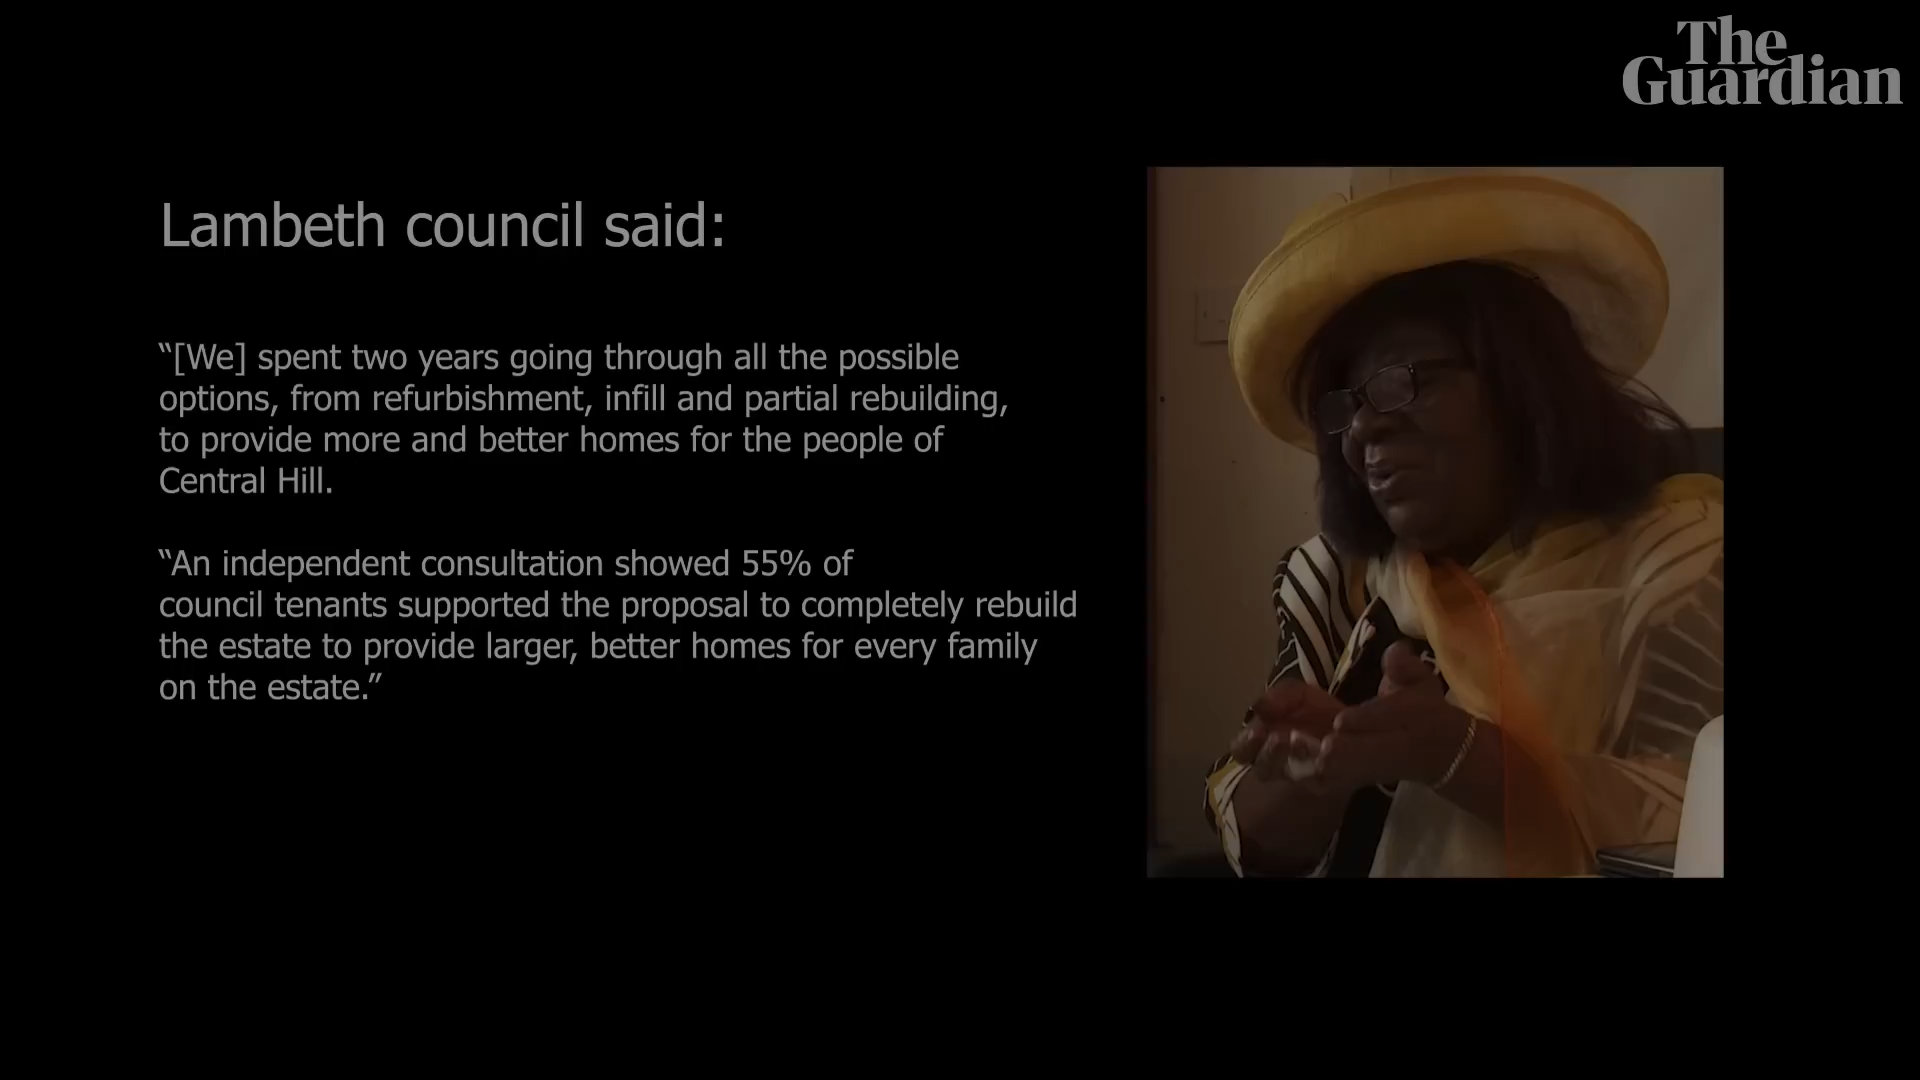 The
Guardian
Lambeth council said:
“[We] spent two years going through all the possible
options, from refurbishment, infill and partial rebuilding,
to provide more and better homes for the people of
Central Hill.
“An independent consultation showed 55% of
council tenants supported the proposal to completely rebuild
the estate to provide larger, better homes for every family
on the estate.”